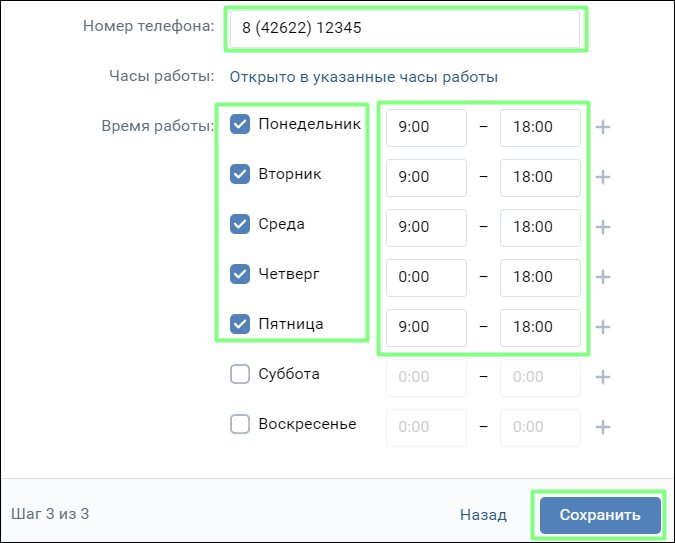 Номер телефона: 8 (42622) 12345
Часы работы: Открыто в указанные часы работы
Время работы: Понедельник 9:00 – 18:00 +
Вторник 9:00 – 18:00 +
Среда 9:00 – 18:00 +
Четверг 0:00 – 18:00 +
Пятница 9:00 – 18:00 +
Суббота 0:00 – 0:00 +
Воскресенье 0:00 – 0:00 +
Шаг 3 из 3 Назад Сохранить